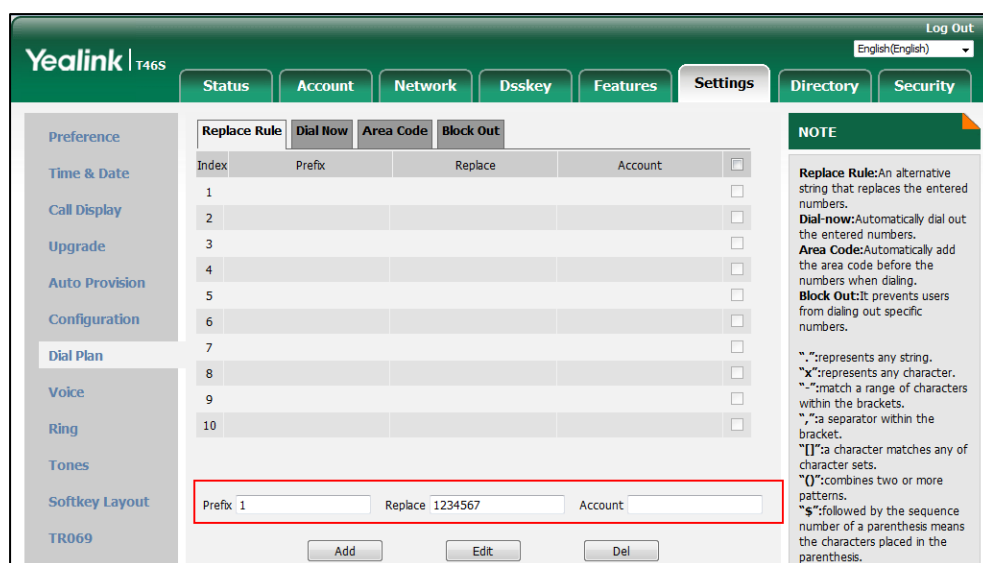 Log Out
Yealink T46S
English(English)
Status Account Network Dsskey Features Settings Directory Security
Preference
Time & Date
Call Display
Upgrade
Auto Provision
Configuration
Dial Plan
Voice
Ring
Tones
Softkey Layout
TR069
Replace Rule Dial Now Area Code Block Out
Index Prefix Replace Account
1
2
3
4
5
6
7
8
9
10
Prefix 1 Replace 1234567 Account
Add Edit Del
NOTE
Replace Rule:An alternative
string that replaces the entered
numbers.
Dial-now:Automatically dial out
the entered numbers.
Area Code:Automatically add
the area code before the
numbers when dialing.
Block Out:It prevents users
from dialing out specific
numbers.
".":represents any string.
"x":represents any character.
"-":match a range of characters
within the brackets.
",":a separator within the
bracket.
"[]":a character matches any of
character sets.
"()":combines two or more
patterns.
"$":followed by the sequence
number of a parenthesis means
the characters placed in the
parenthesis.